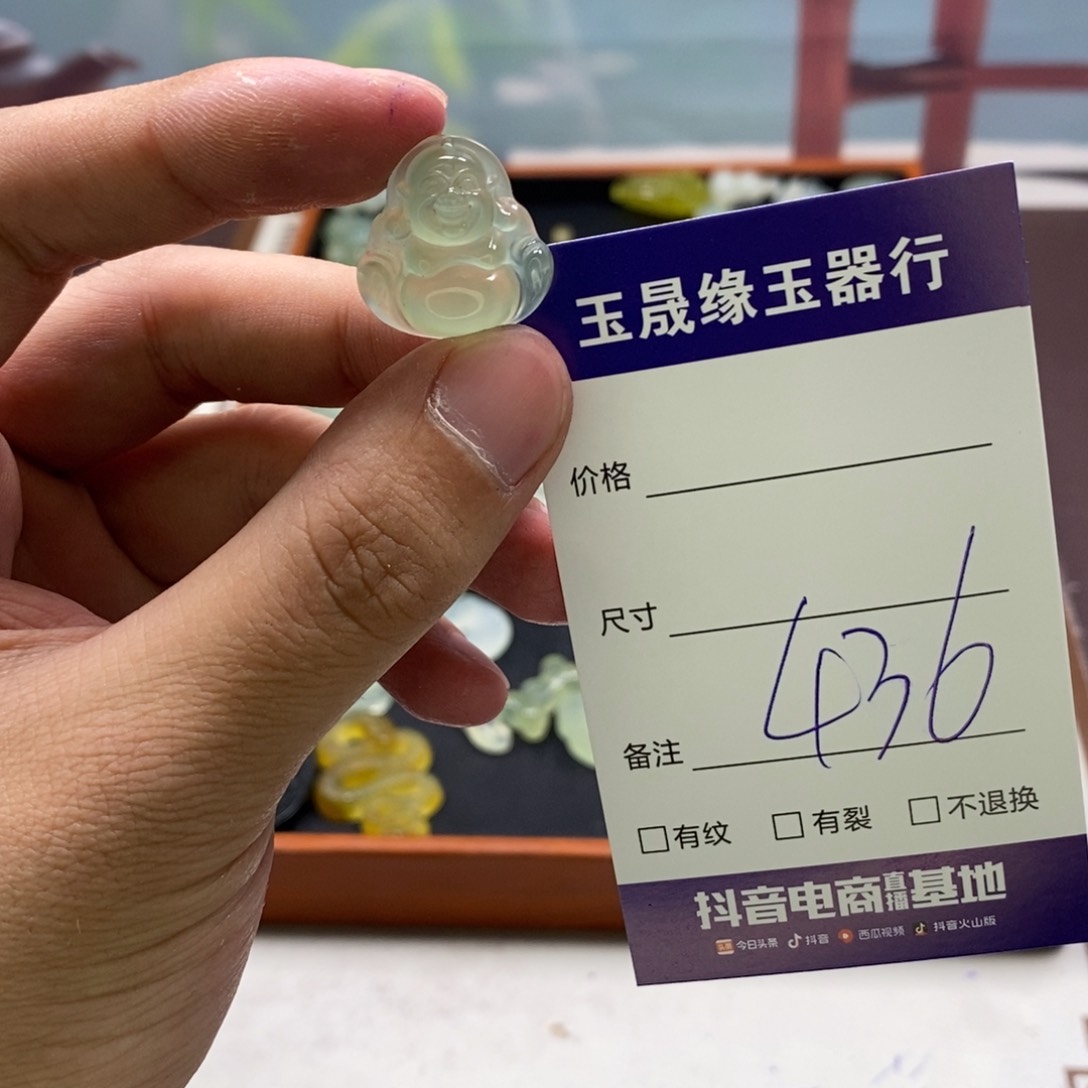 玉晟缘玉器行
价格
尺寸
436
备注
有纹 有裂 不退换
抖音电商直播基地
头条 今日头条 抖音 西瓜视频 抖音火山版